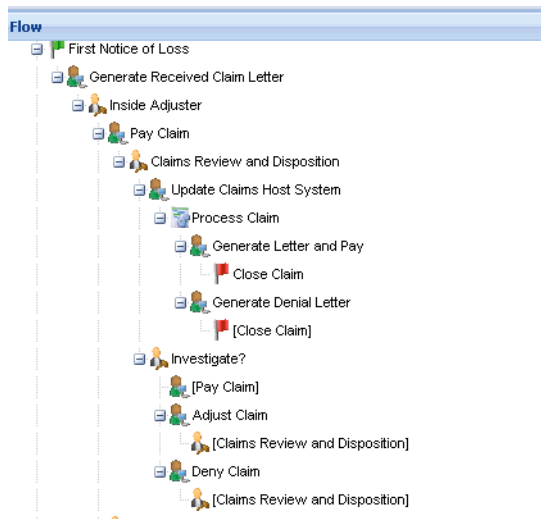 Flow
First Notice of Loss
Generate Received Claim Letter
Inside Adjuster
Pay Claim
Claims Review and Disposition
Update Claims Host System
Process Claim
Generate Letter and Pay
Close Claim
Generate Denial Letter
[Close Claim]
Investigate?
[Pay Claim]
Adjust Claim
[Claims Review and Disposition]
Deny Claim
[Claims Review and Disposition]